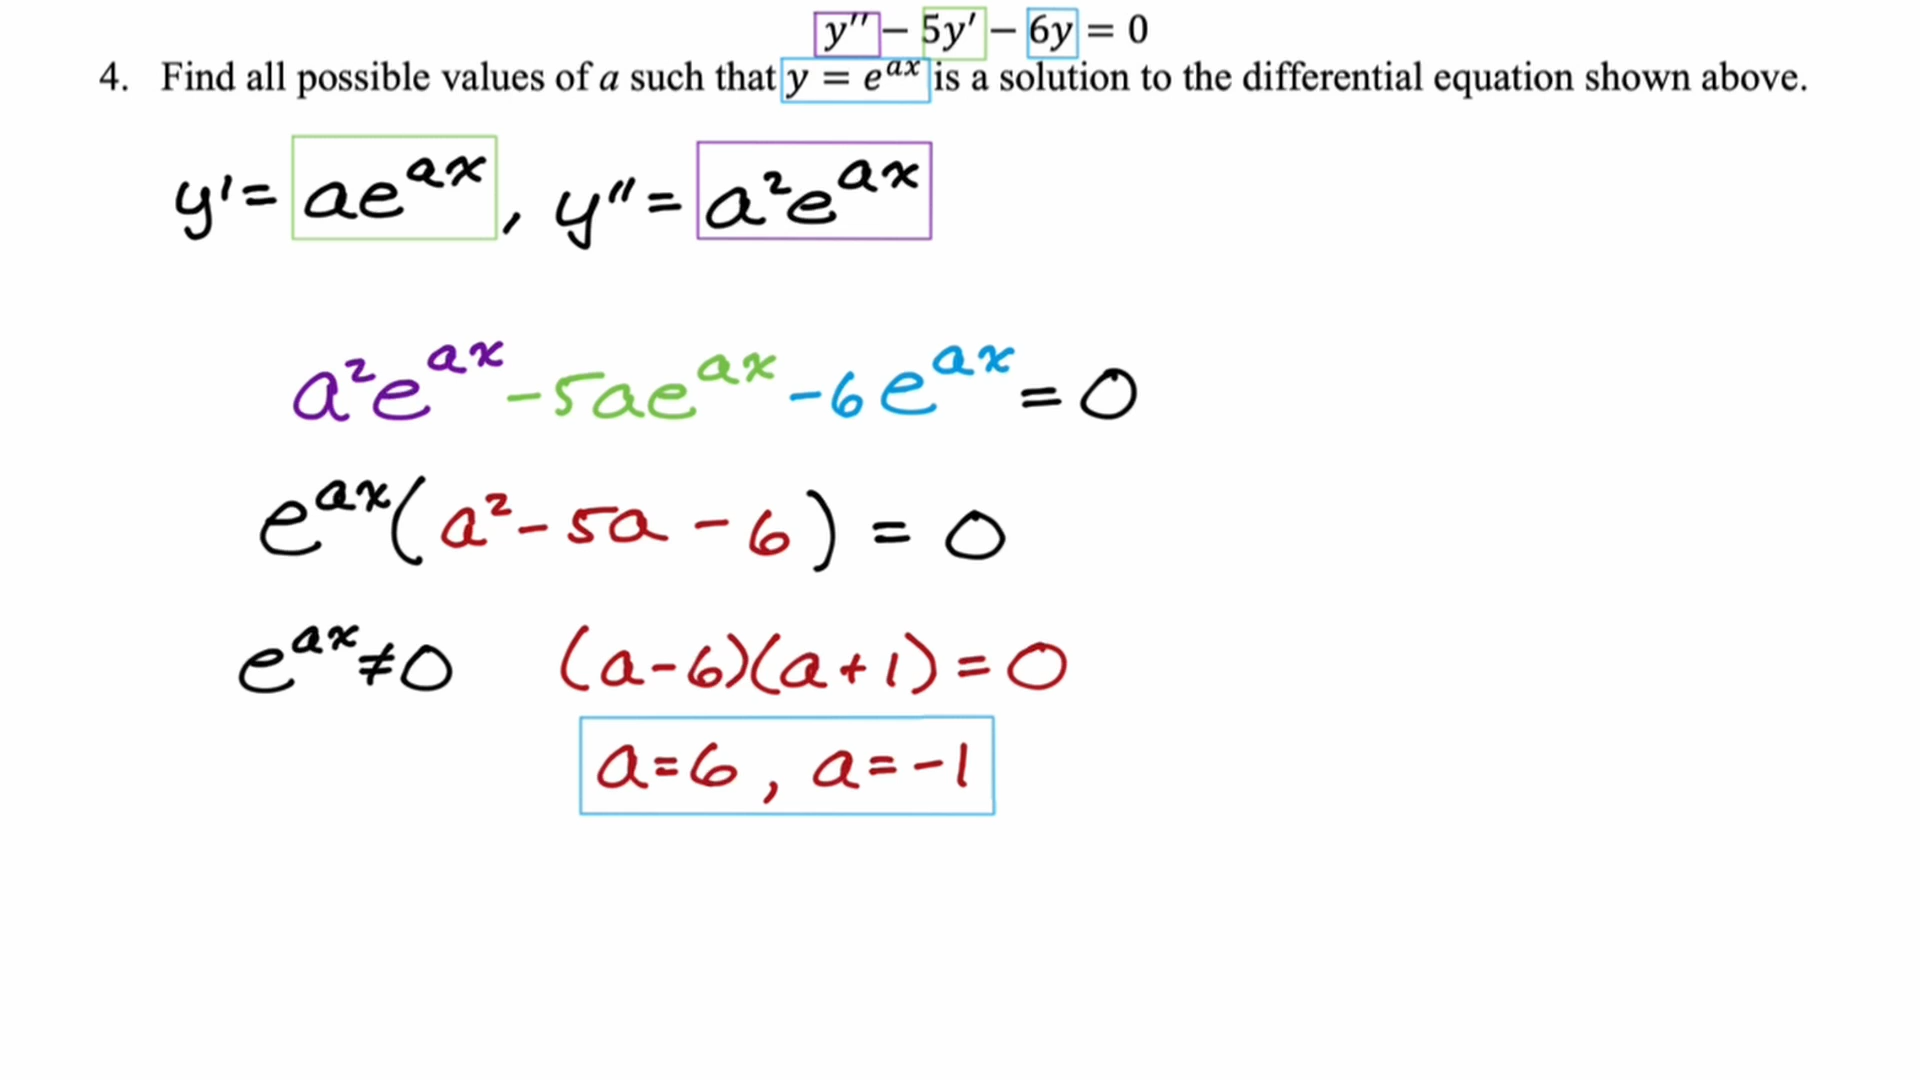 y′′ − 5y′ − 6y = 0
4. Find all possible values of a such that y = e^{ax} is a solution to the differential equation shown above.
y' = ae^{ax}, y'' = a²e^{ax}
a²e^{ax} - 5ae^{ax} - 6e^{ax} = 0
e^{ax}(a² - 5a - 6) = 0
e^{ax} ≠ 0 (a-6)(a+1) = 0
a = 6, a = -1